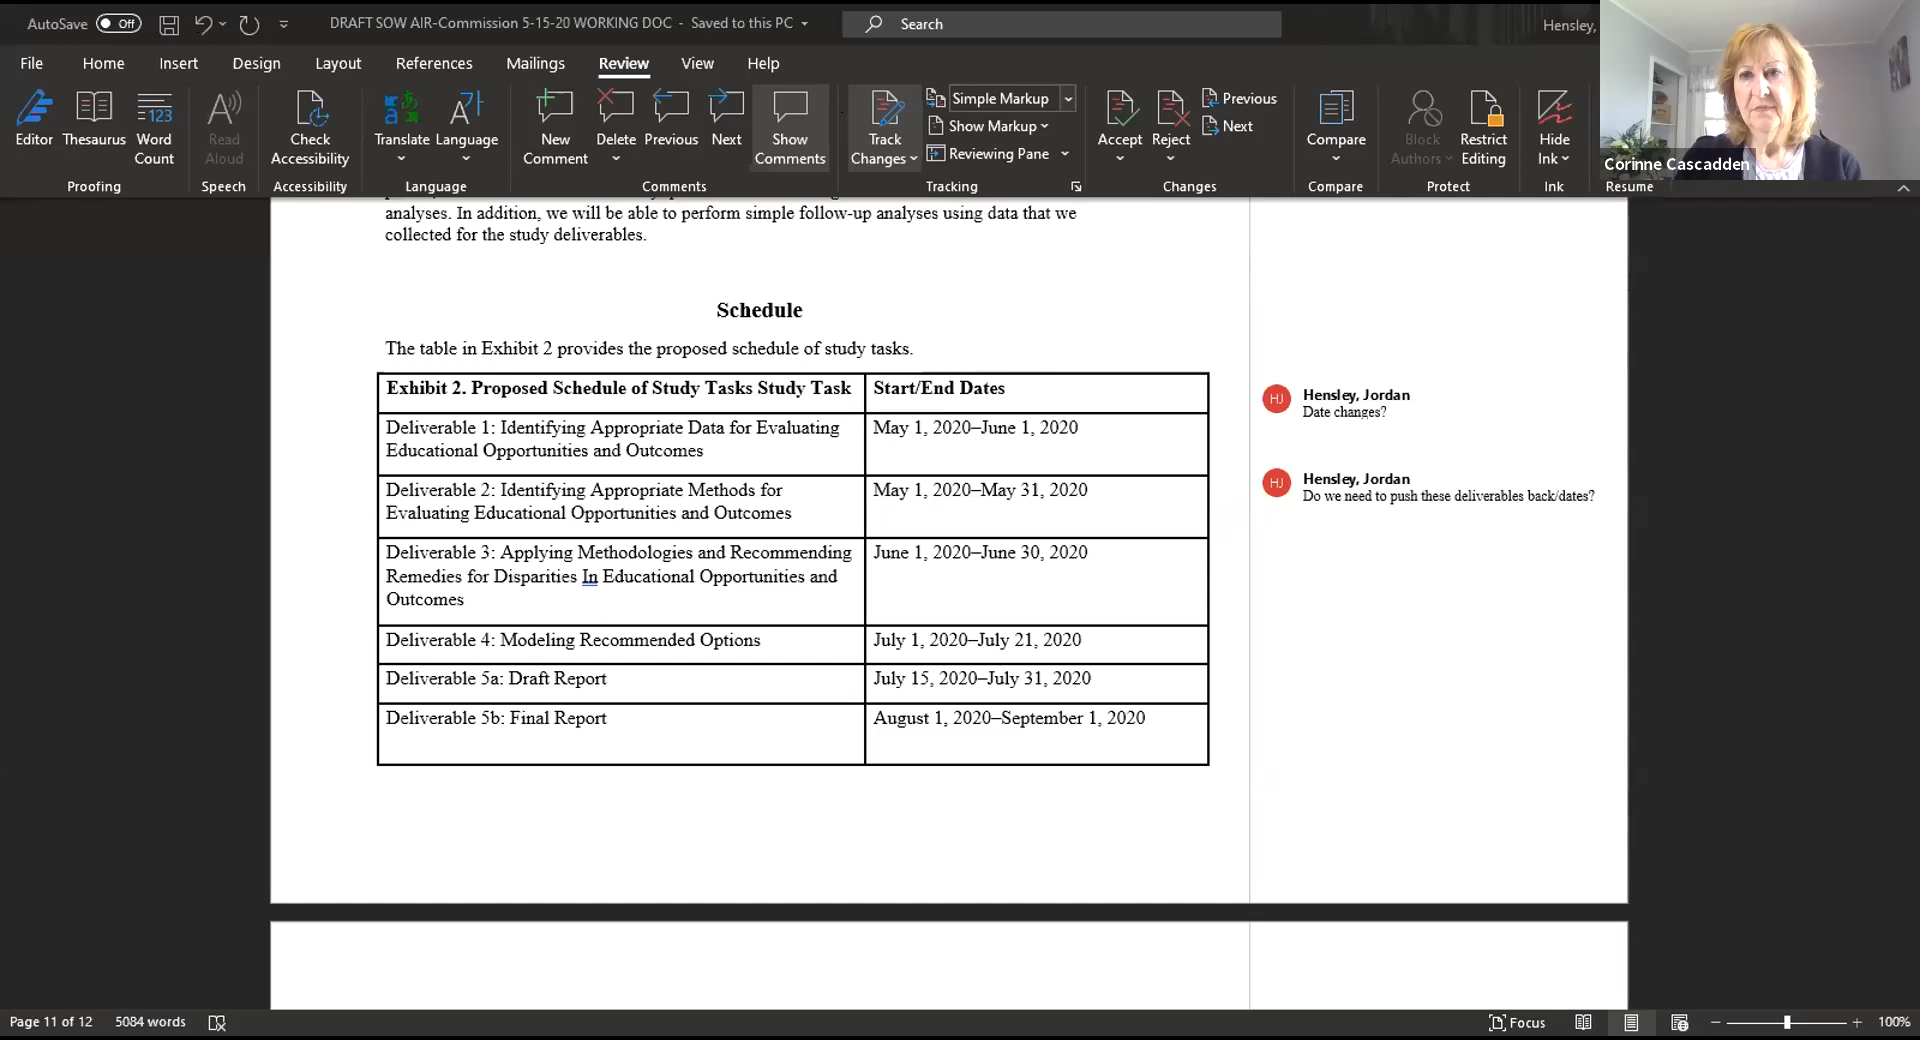 AutoSave Off DRAFT SOW AIR-Commission 5-15-20 WORKING DOC - Saved to this PC Search Hensley,
File Home Insert Design Layout References Mailings Review View Help
Editor
Thesaurus
Word Count
Proofing
Read Aloud
Speech
Check Accessibility
Accessibility
Translate
Language
Language
New Comment
Delete
Previous
Next
Show Comments
Comments
Track Changes
Simple Markup
Show Markup
Reviewing Pane
Tracking
Accept
Reject
Previous
Next
Changes
Compare
Compare
Block Authors
Restrict Editing
Protect
Hide Ink
Ink
Resume
Corinne Cascadden
analyses. In addition, we will be able to perform simple follow-up analyses using data that we
collected for the study deliverables.
Schedule
The table in Exhibit 2 provides the proposed schedule of study tasks.
Exhibit 2. Proposed Schedule of Study Tasks Study Task Start/End Dates
Deliverable 1: Identifying Appropriate Data for Evaluating May 1, 2020–June 1, 2020
Educational Opportunities and Outcomes
Deliverable 2: Identifying Appropriate Methods for May 1, 2020–May 31, 2020
Evaluating Educational Opportunities and Outcomes
Deliverable 3: Applying Methodologies and Recommending June 1, 2020–June 30, 2020
Remedies for Disparities In Educational Opportunities and
Outcomes
Deliverable 4: Modeling Recommended Options July 1, 2020–July 21, 2020
Deliverable 5a: Draft Report July 15, 2020–July 31, 2020
Deliverable 5b: Final Report August 1, 2020–September 1, 2020
HJ Hensley, Jordan
Date changes?
HJ Hensley, Jordan
Do we need to push these deliverables back/dates?
Page 11 of 12 5084 words Focus 100%